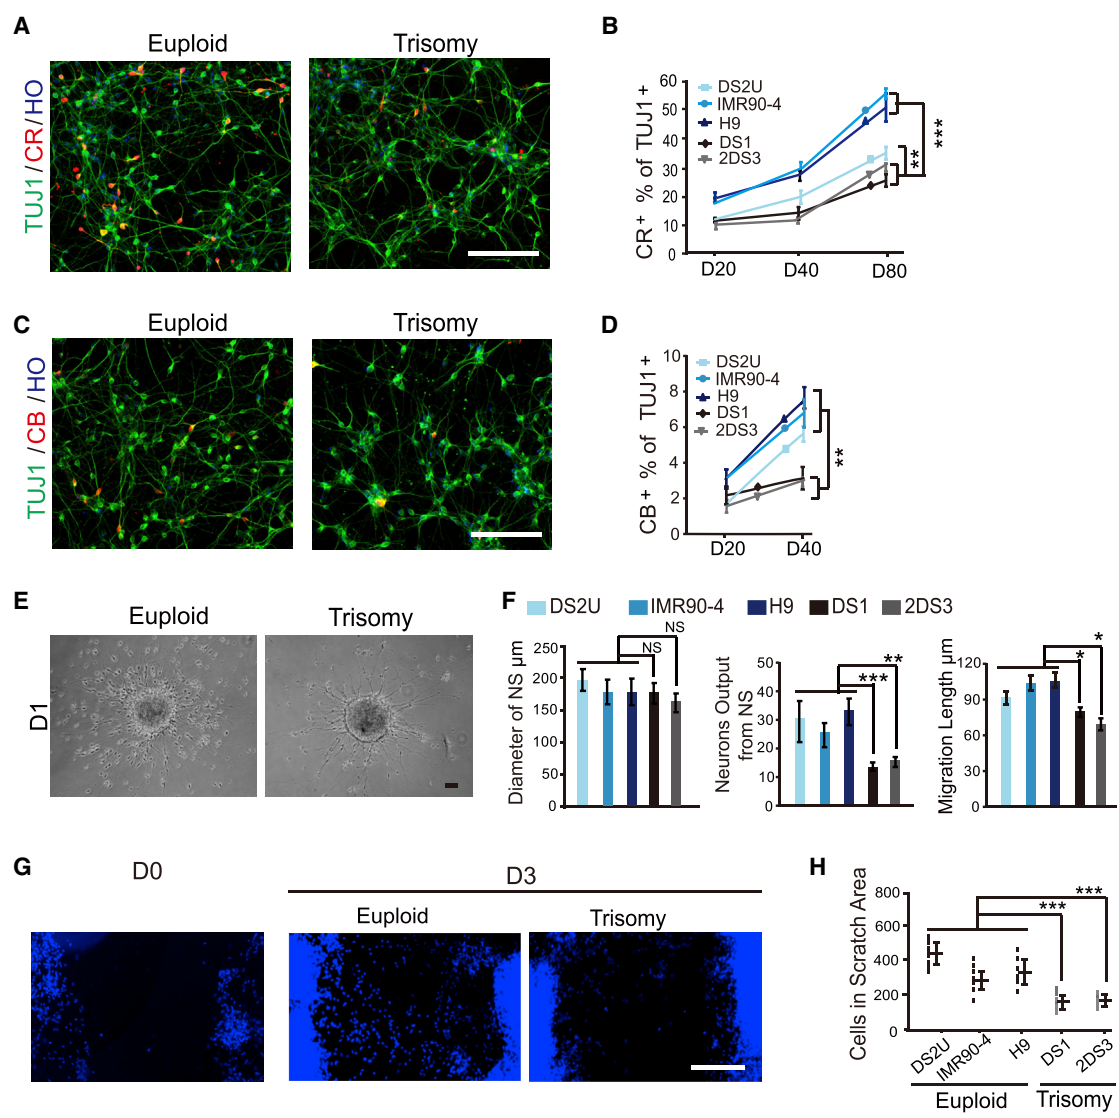 A
Euploid
Trisomy
TUJ1/CR/HO
B
CR+ % of TUJ1+
60
50
40
30
20
10
0
DS2U
IMR90-4
H9
DS1
2DS3
**
***
D20
D40
D80
C
Euploid
Trisomy
TUJ1/CB/HO
D
CB+ % of TUJ1+
10
8
6
4
2
0
DS2U
IMR90-4
H9
DS1
2DS3
**
D20
D40
E
Euploid
Trisomy
D1
F
DS2U
IMR90-4
H9
DS1
2DS3
Diameter of NS µm
250
200
150
100
50
0
NS
NS
Neurons Output
from NS
50
40
30
20
10
0
**
***
Migration Length µm
120
90
60
30
0
*
*
G
D0
D3
Euploid
Trisomy
H
Cells in Scratch Area
800
600
400
200
0
***
***
DS2U
IMR90-4
H9
DS1
2DS3
Euploid
Trisomy